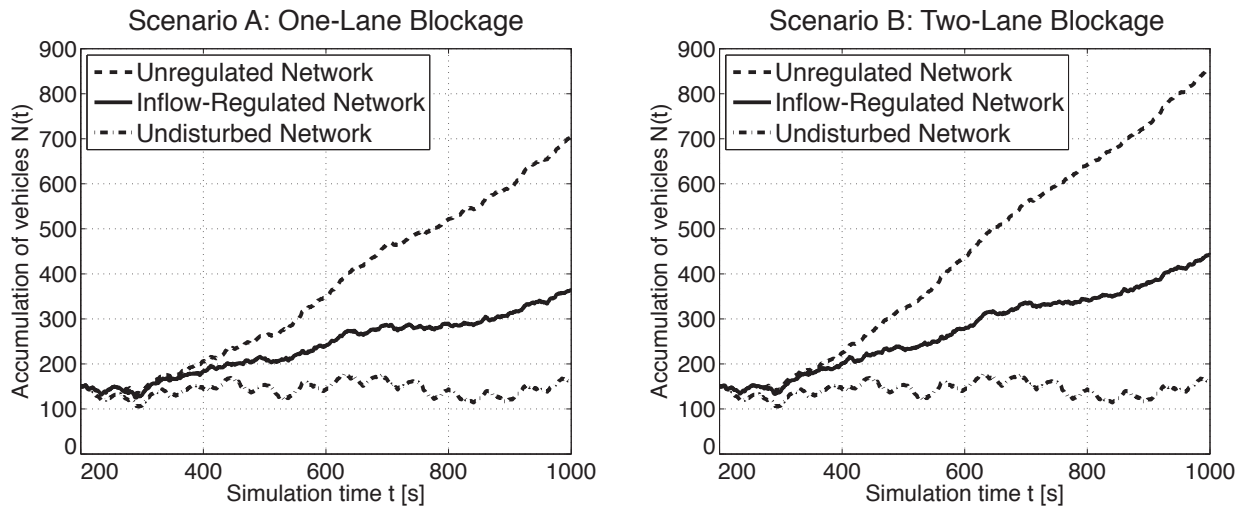 Scenario A: One-Lane Blockage
Accumulation of vehicles N(t)
900
800
700
600
500
400
300
200
100
0
Unregulated Network
Inflow-Regulated Network
Undisturbed Network
200 400 600 800 1000
Simulation time t [s]
Scenario B: Two-Lane Blockage
Accumulation of vehicles N(t)
900
800
700
600
500
400
300
200
100
0
Unregulated Network
Inflow-Regulated Network
Undisturbed Network
200 400 600 800 1000
Simulation time t [s]